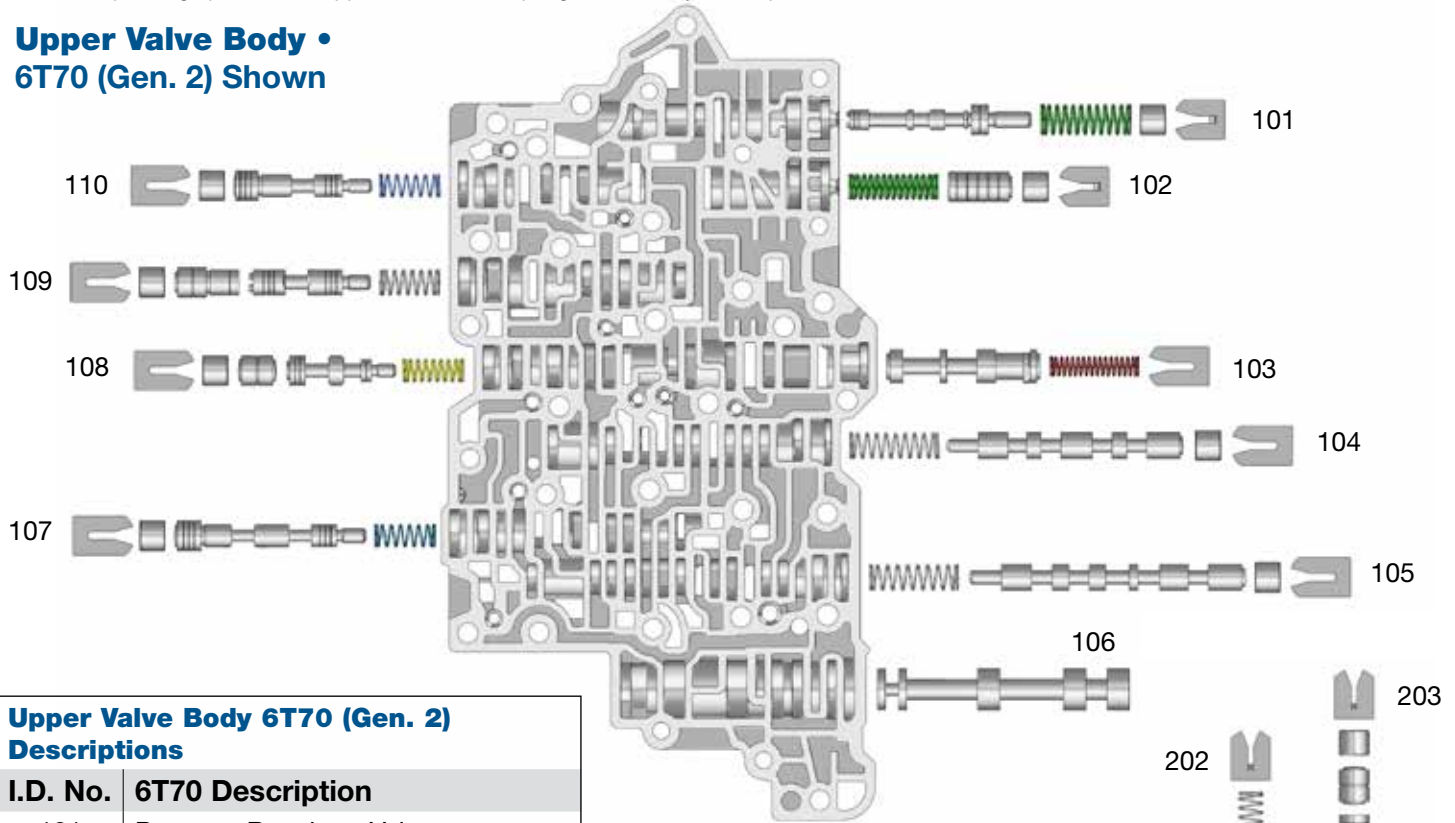 Upper Valve Body •
6T70 (Gen. 2) Shown
101
110
102
109
108
103
104
107
105
106
203
202
Upper Valve Body 6T70 (Gen. 2)
Descriptions
I.D. No. 6T70 Description